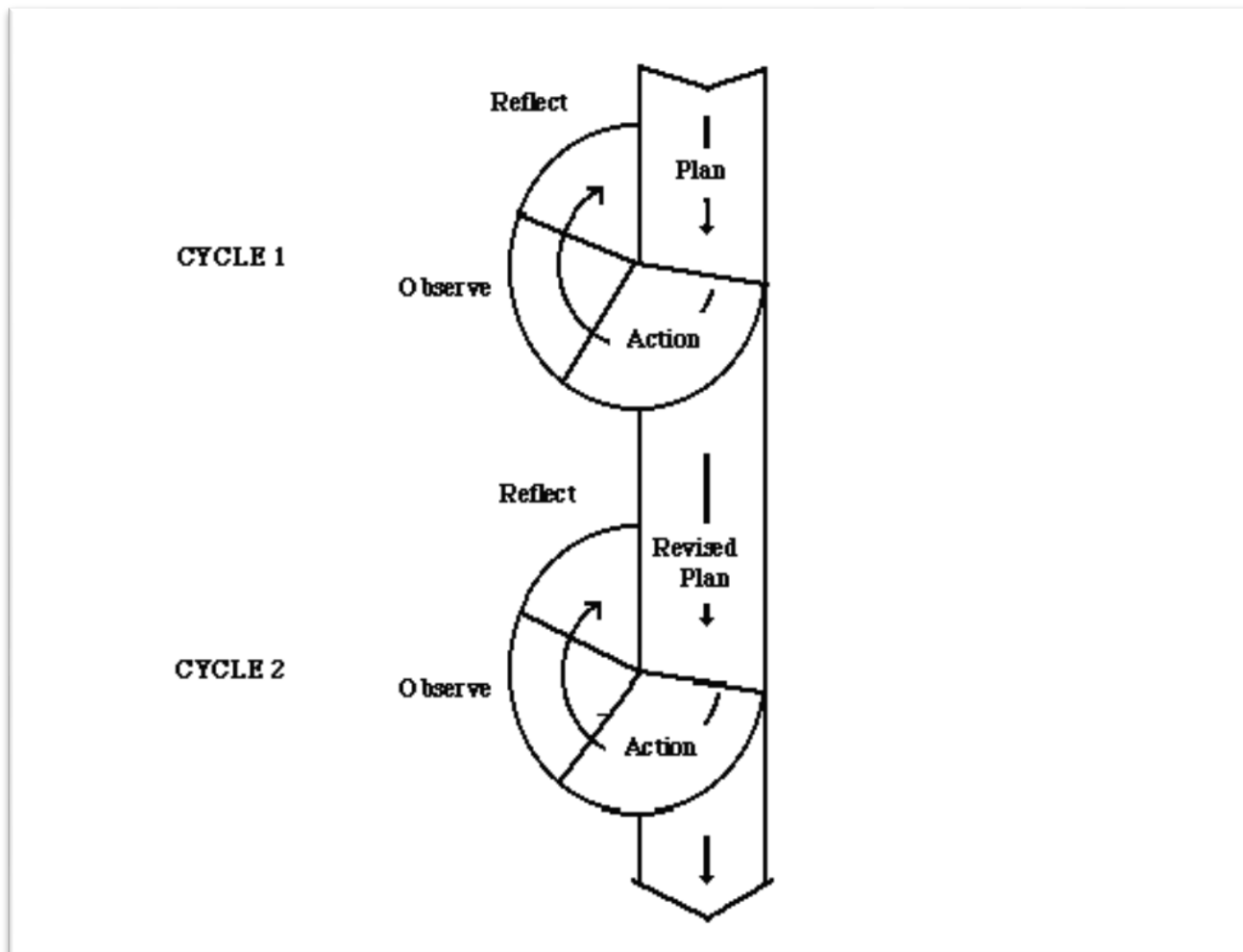 Reflect
Plan
CYCLE 1
Observe
Action
Reflect
Revised
Plan
CYCLE 2
Observe
Action